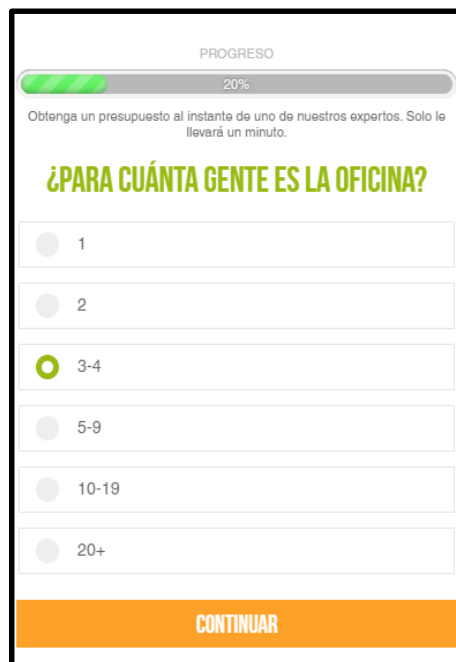 PROGRESO
20%
Obtenga un presupuesto al instante de uno de nuestros expertos. Solo le
llevará un minuto.
¿PARA CUÁNTA GENTE ES LA OFICINA?
1
2
3-4
5-9
10-19
20+
CONTINUAR